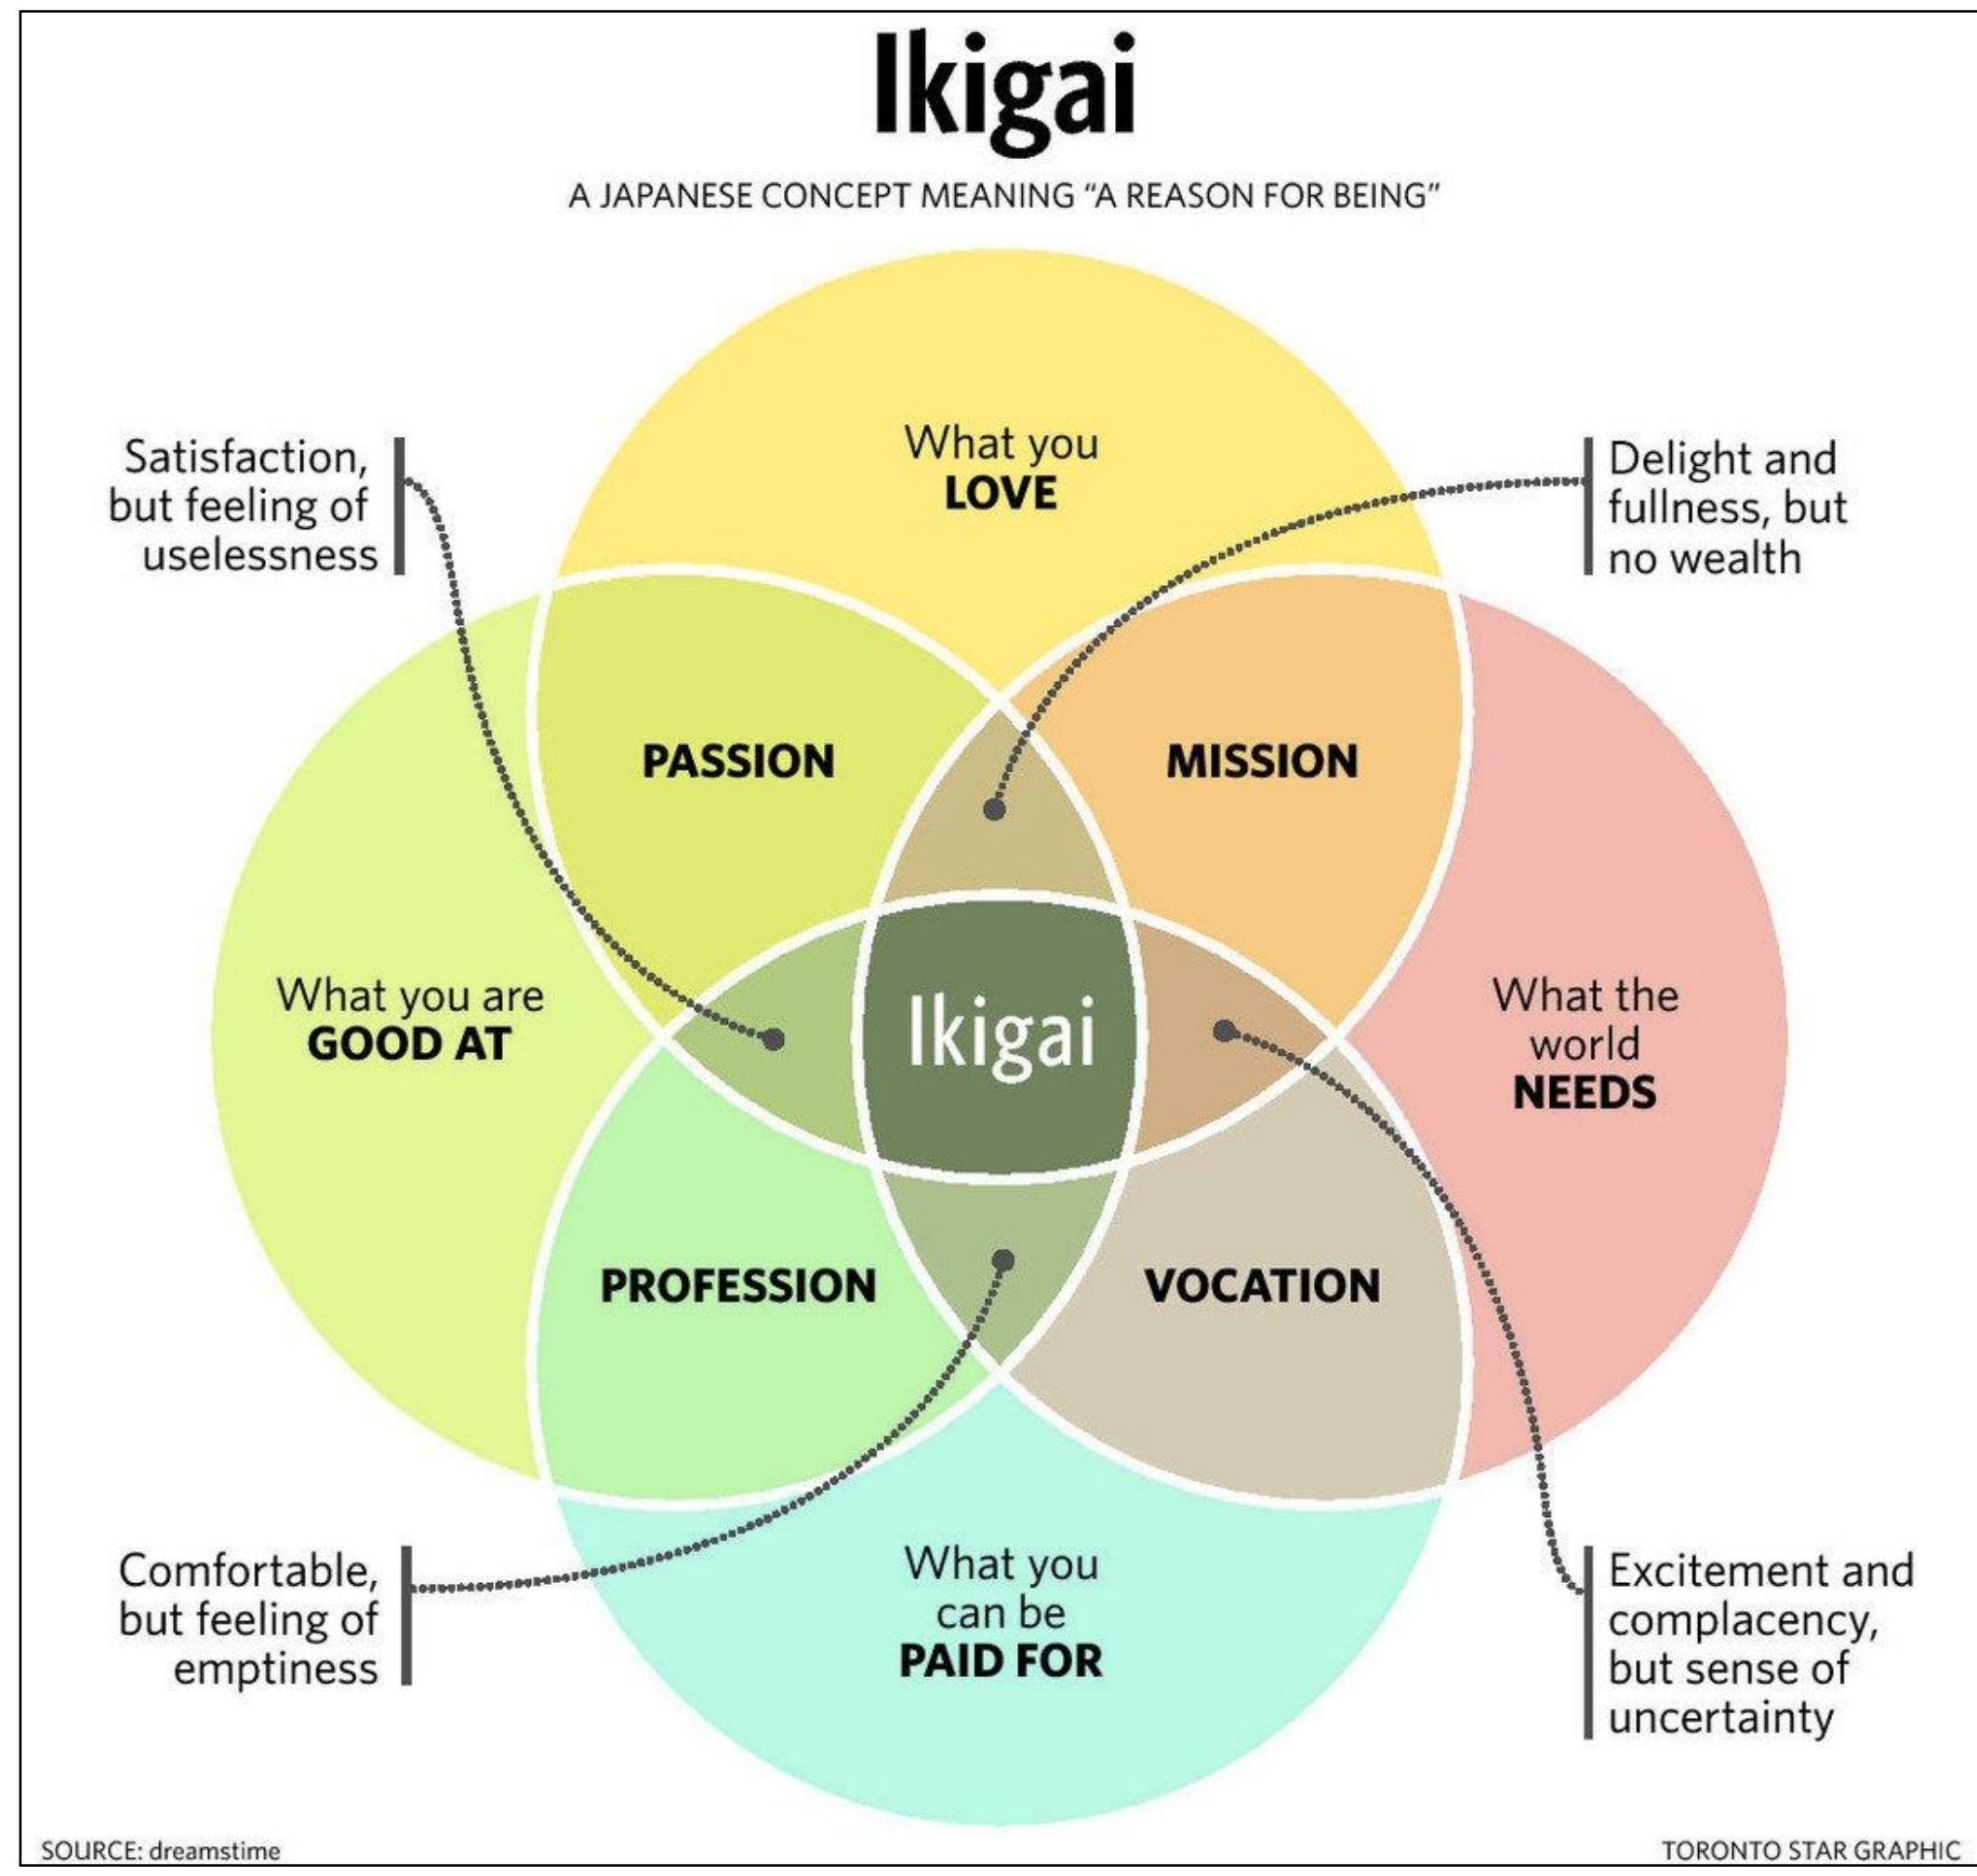 Ikigai
A JAPANESE CONCEPT MEANING “A REASON FOR BEING”
What you
LOVE
Satisfaction,
but feeling of
uselessness
Delight and
fullness, but
no wealth
PASSION
MISSION
What you are
GOOD AT
Ikigai
What the
world
NEEDS
PROFESSION
VOCATION
What you
can be
PAID FOR
Comfortable,
but feeling of
emptiness
Excitement and
complacency,
but sense of
uncertainty
SOURCE: dreamstime
TORONTO STAR GRAPHIC